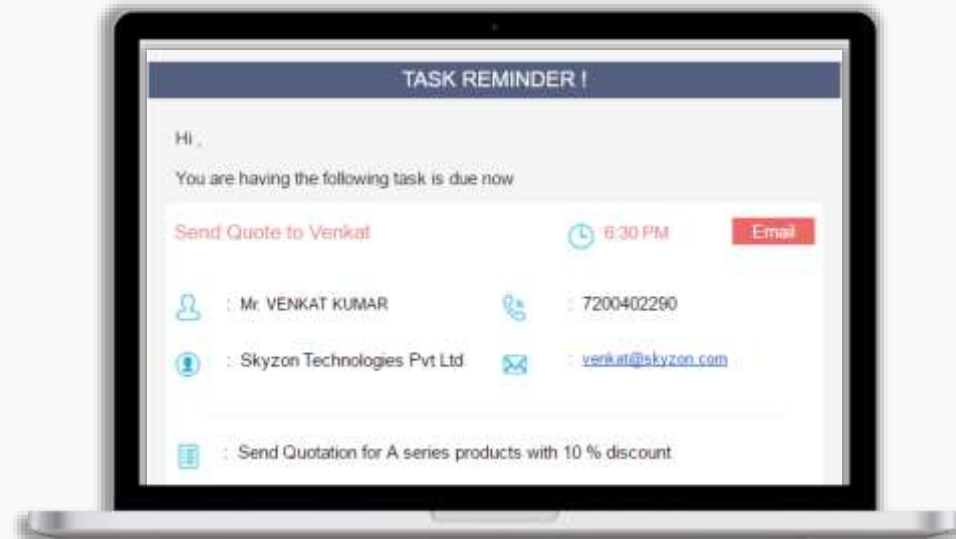 TASK REMINDER !
Hi ,
You are having the following task is due now
Send Quote to Venkat 6:30 PM Email
: Mr. VENKAT KUMAR : 7200402290
: Skyzon Technologies Pvt Ltd : venkat@skyzon.com
: Send Quotation for A series products with 10 % discount